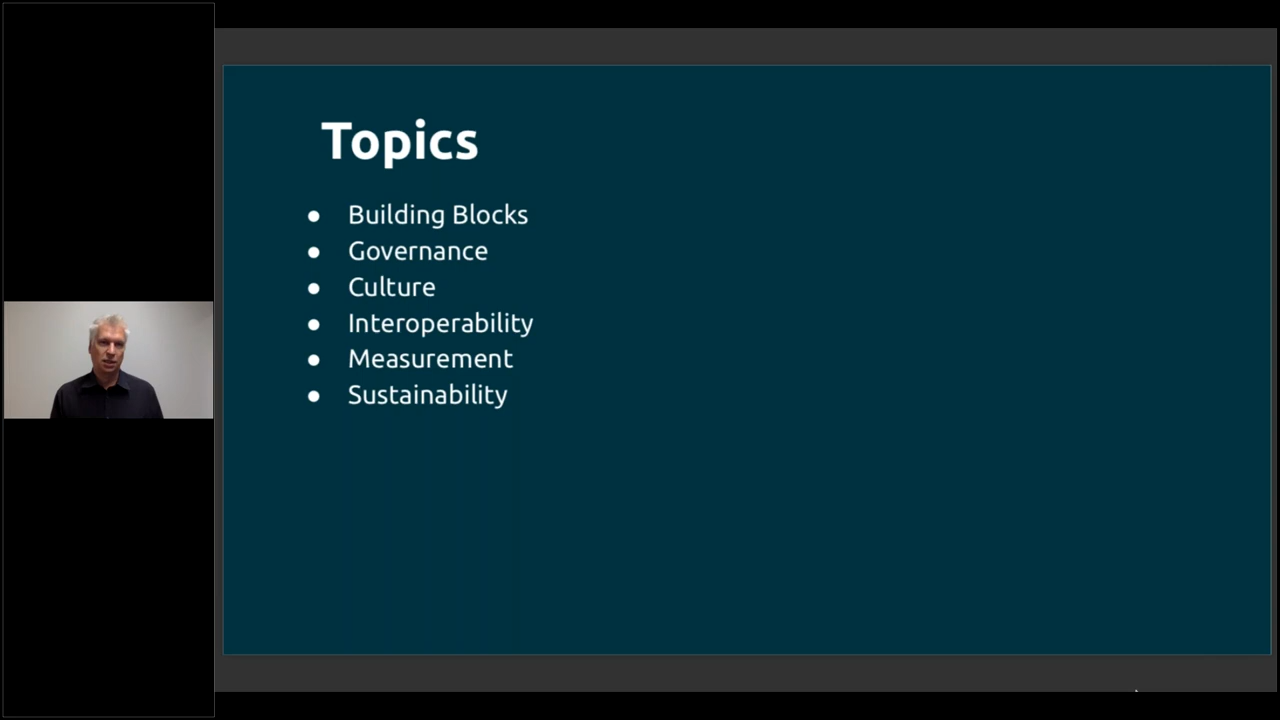 Topics
● Building Blocks
● Governance
● Culture
● Interoperability
● Measurement
● Sustainability